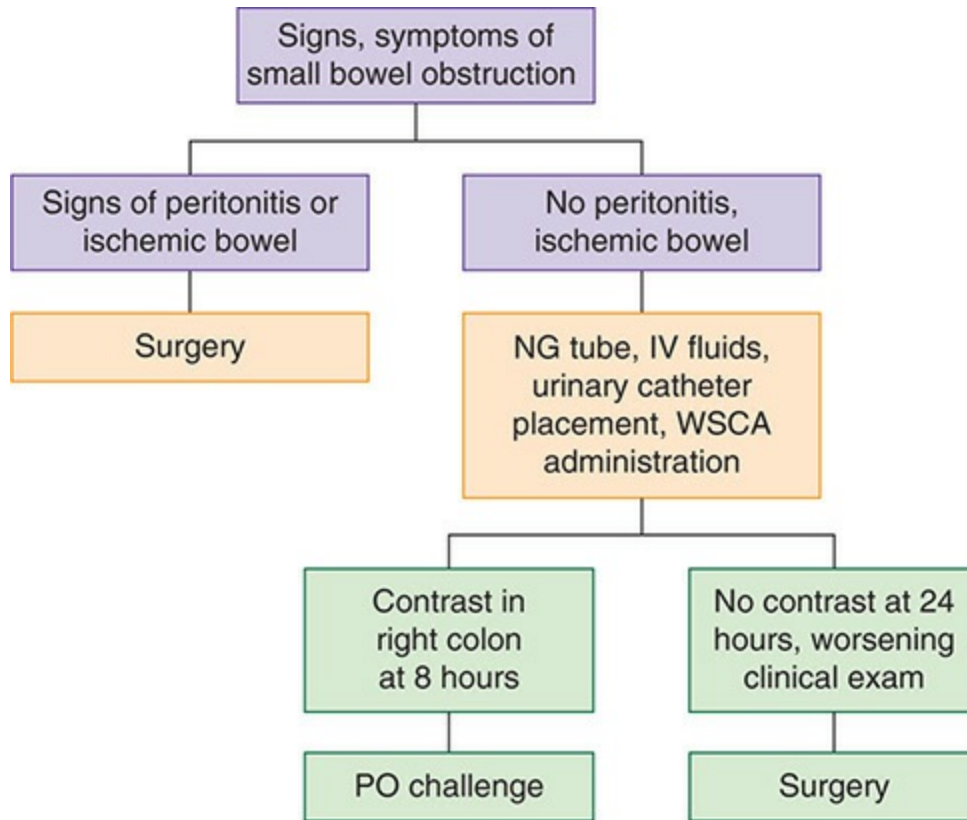 Signs, symptoms of
small bowel obstruction
Signs of peritonitis or
ischemic bowel
No peritonitis,
ischemic bowel
Surgery
NG tube, IV fluids,
urinary catheter
placement, WSCA
administration
Contrast in
right colon
at 8 hours
No contrast at 24
hours, worsening
clinical exam
PO challenge
Surgery